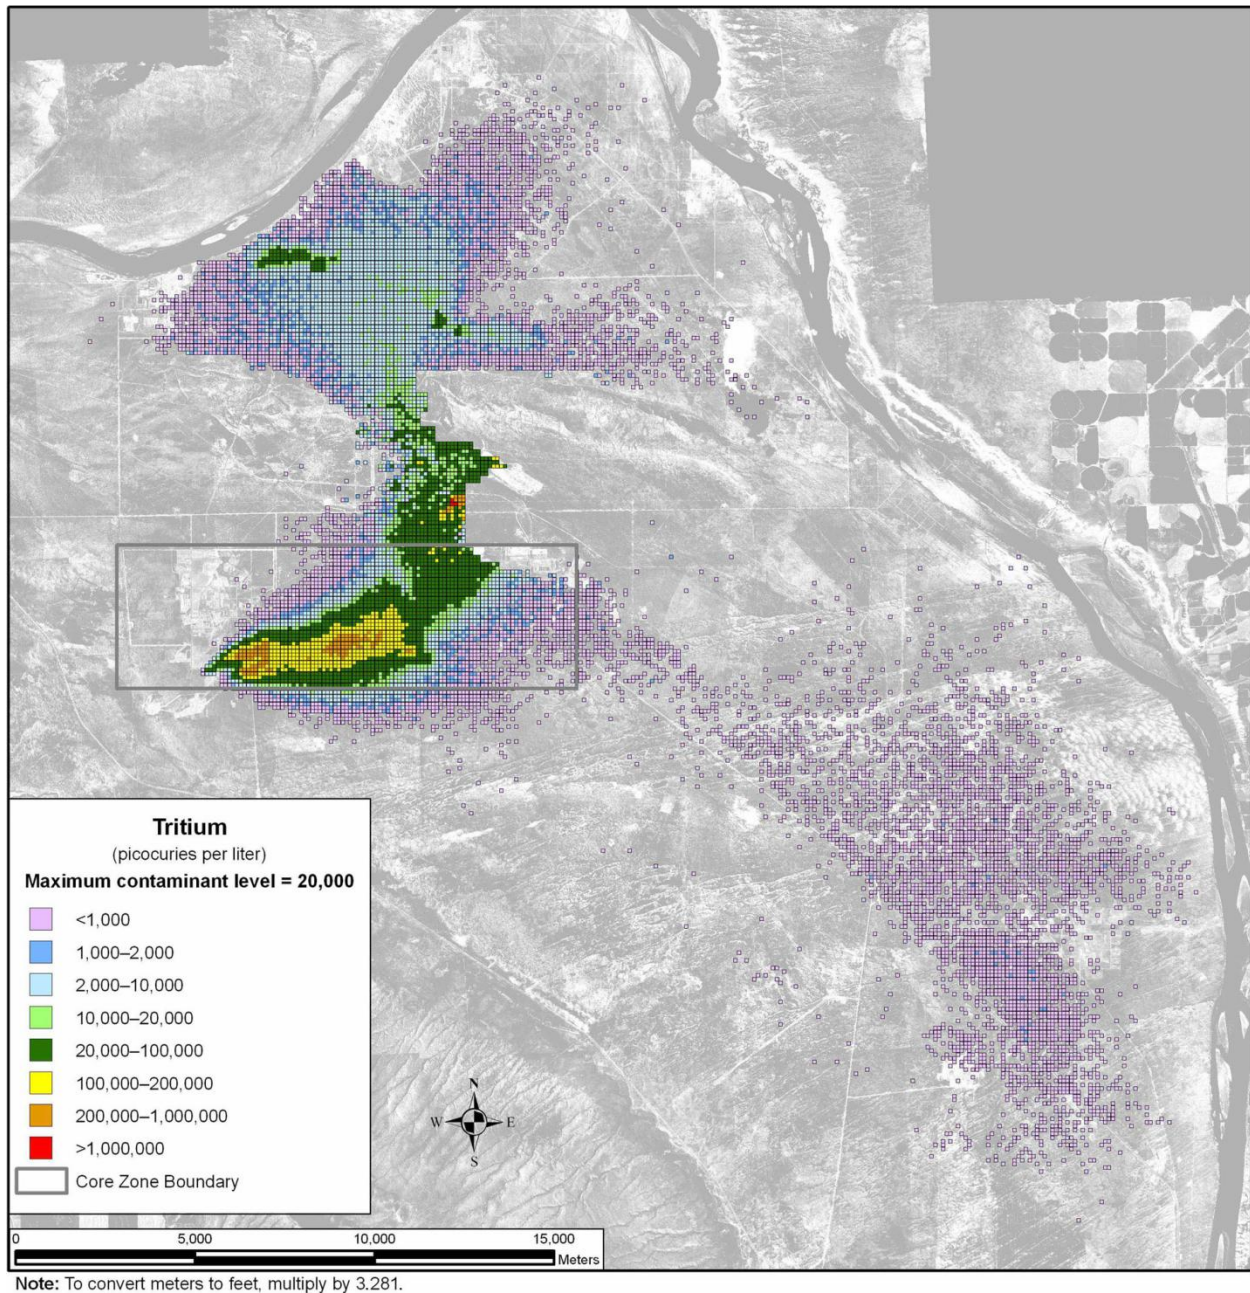 Tritium
(picocuries per liter)
Maximum contaminant level = 20,000
<1,000
1,000–2,000
2,000–10,000
10,000–20,000
20,000–100,000
100,000–200,000
200,000–1,000,000
>1,000,000
Core Zone Boundary
N
W E
S
0 5,000 10,000 15,000
Meters
Note: To convert meters to feet, multiply by 3.281.